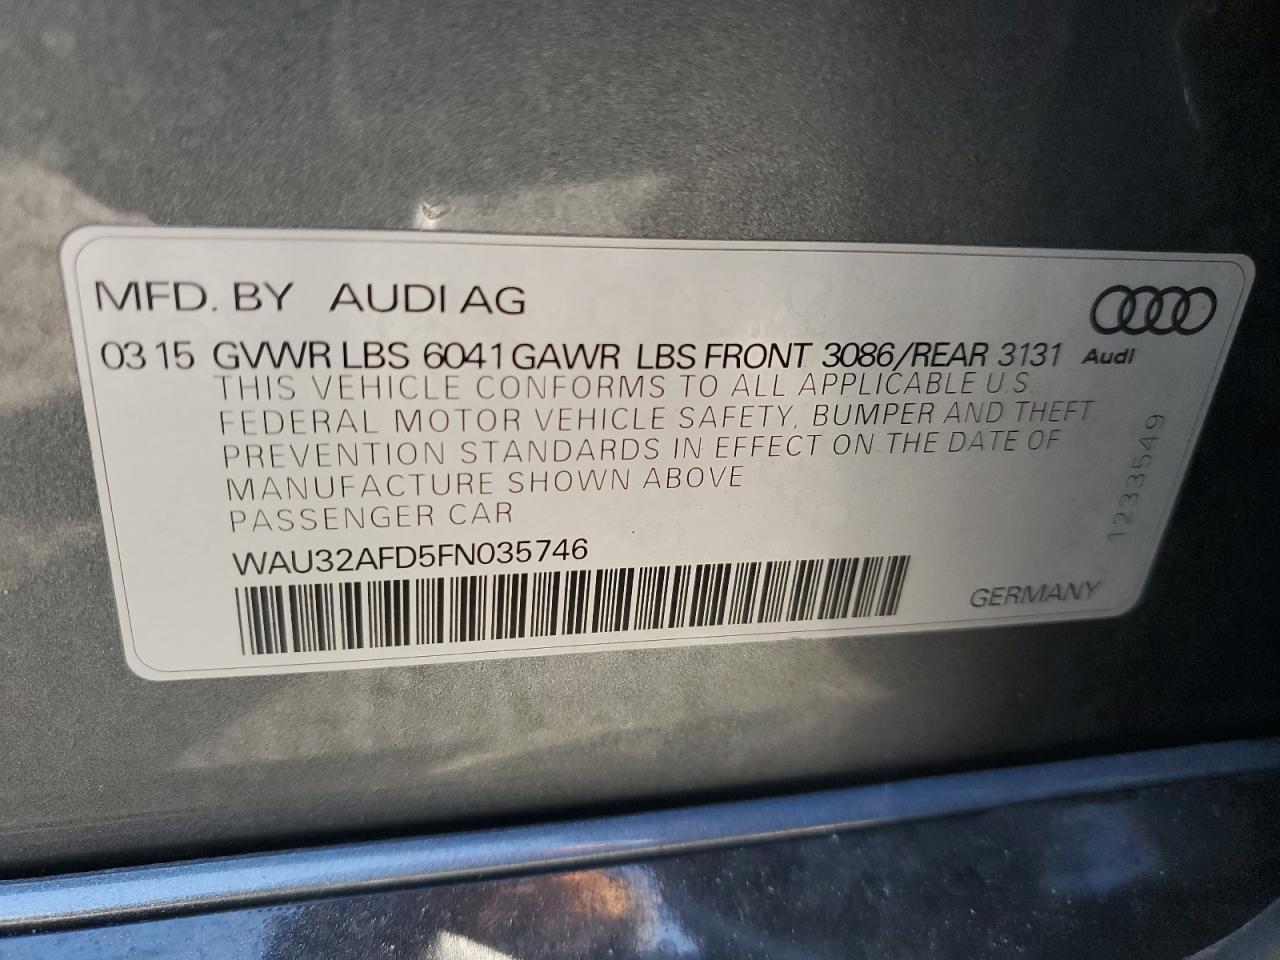 MFD. BY AUDI AG
03 15 GVWR LBS 6041 GAWR LBS FRONT 3086/REAR 3131
Audi
THIS VEHICLE CONFORMS TO ALL APPLICABLE U.S.
FEDERAL MOTOR VEHICLE SAFETY, BUMPER AND THEFT
PREVENTION STANDARDS IN EFFECT ON THE DATE OF
MANUFACTURE SHOWN ABOVE
PASSENGER CAR
WAU32AFD5FN035746
GERMANY
1233549